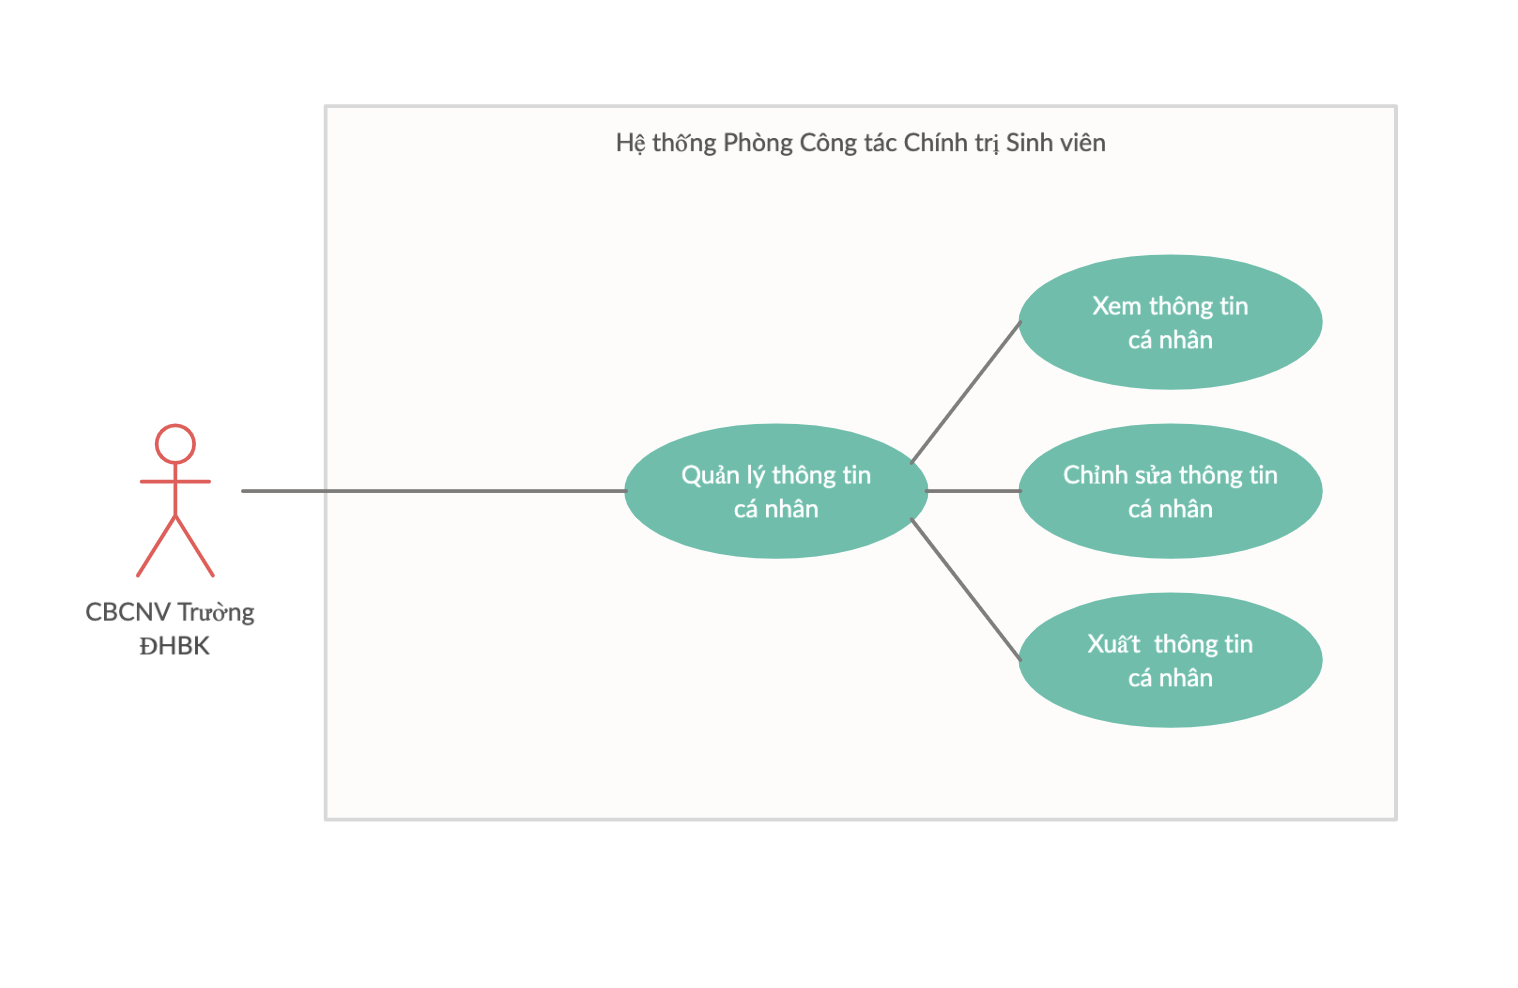 Hệ thống Phòng Công tác Chính trị Sinh viên
Xem thông tin
cá nhân
Quản lý thông tin
cá nhân
Chỉnh sửa thông tin
cá nhân
Xuất  thông tin
cá nhân
CBCNV Trường
ĐHBK